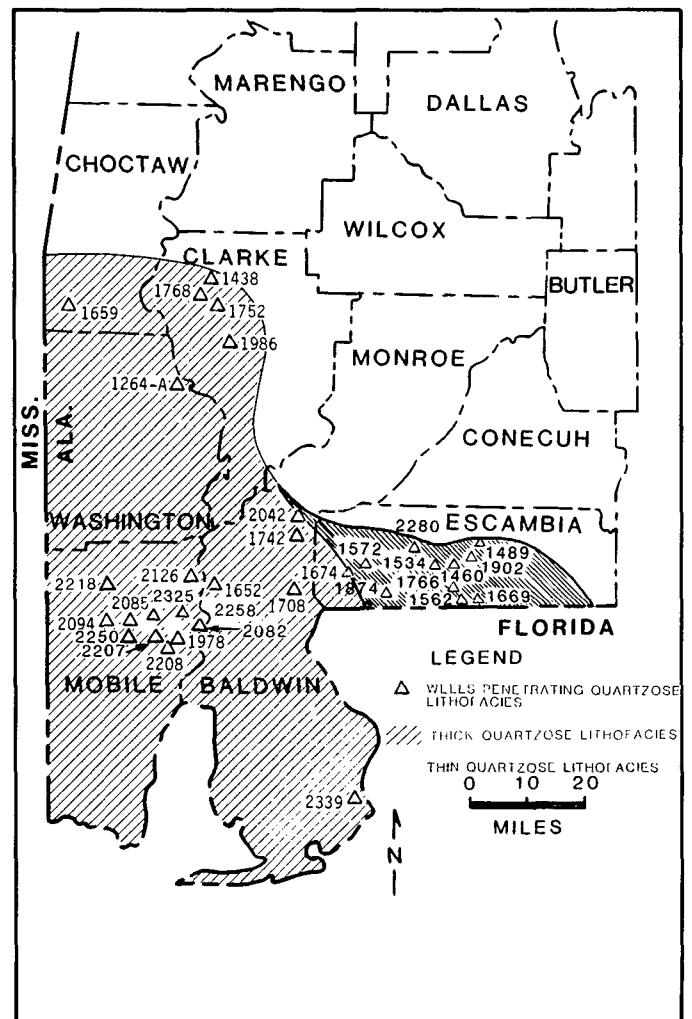 MARENGO
DALLAS
CHOCTAW
WILCOX
CLARKE
1438
1768
BUTLER
1659
1752
1986
MONROE
1264-A
MISS.
ALA.
CONECUH
WASHINGTON
2042
2280
ESCAMBIA
1742
1572
1489
1534
1902
2218
2126
1652
1674
1766
1460
2325
2085
2258
1708
1874
1562
1669
2094
2082
FLORIDA
2250
1978
2207
2208
LEGEND
MOBILE
BALDWIN
WELLS PENETRATING QUARTZOSE
LITHOFACIES
THICK QUARTZOSE LITHOFACIES
THIN QUARTZOSE LITHOFACIES
2339
0 20
MILES
N